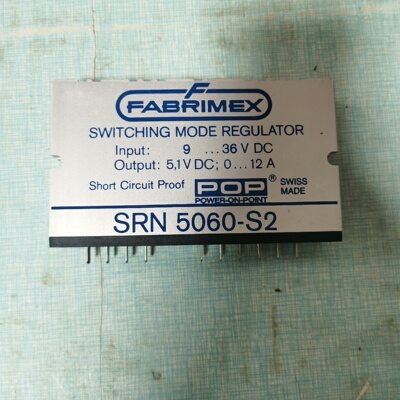 F
FABRIMEX
SWITCHING MODE REGULATOR
Input: 9 ...36 V DC
Output: 5,1 V DC; 0...12 A
Short Circuit Proof POP® SWISS MADE
POWER-ON-POINT
SRN 5060-S2